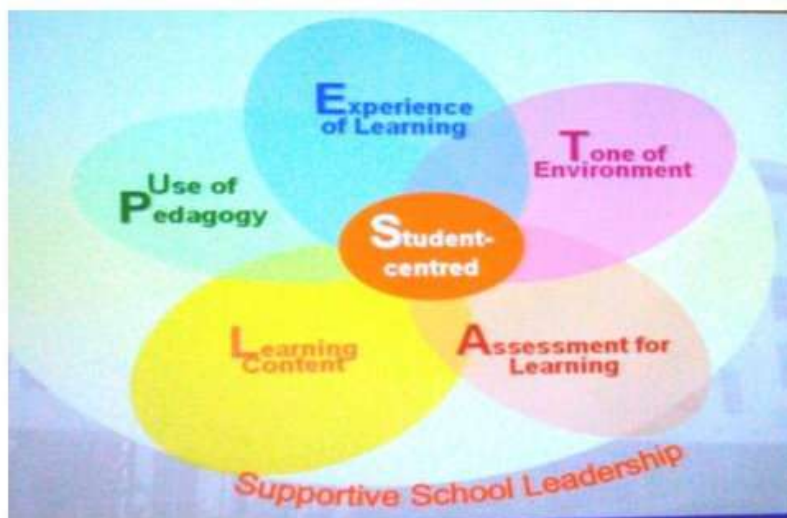 Experience
of Learning
Tone of
Environment
Use of
Pedagogy
Student-
centred
Learning
Content
Assessment for
Learning
Supportive School Leadership